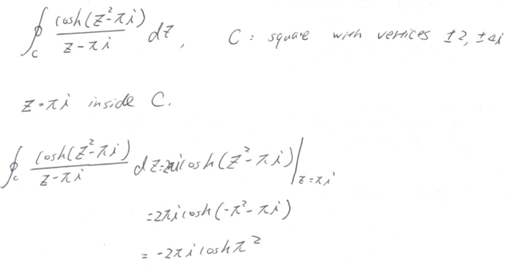 ∮_C cosh(z²-πi)/(z-πi) dz, C: square with vertices ±2, ±4i
z=πi inside C.
∮_C cosh(z²-πi)/(z-πi) dz=2πi cosh(z²-πi)|_{z=πi}
=2πi cosh(-π²-πi)
= -2πi cosh π²